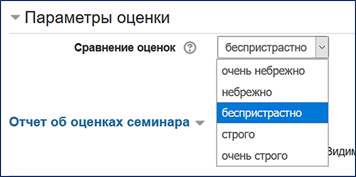 Параметры оценки
Сравнение оценок беспристрастно
очень небрежно
небрежно
беспристрастно
строго
очень строго
Отчет об оценках семинара